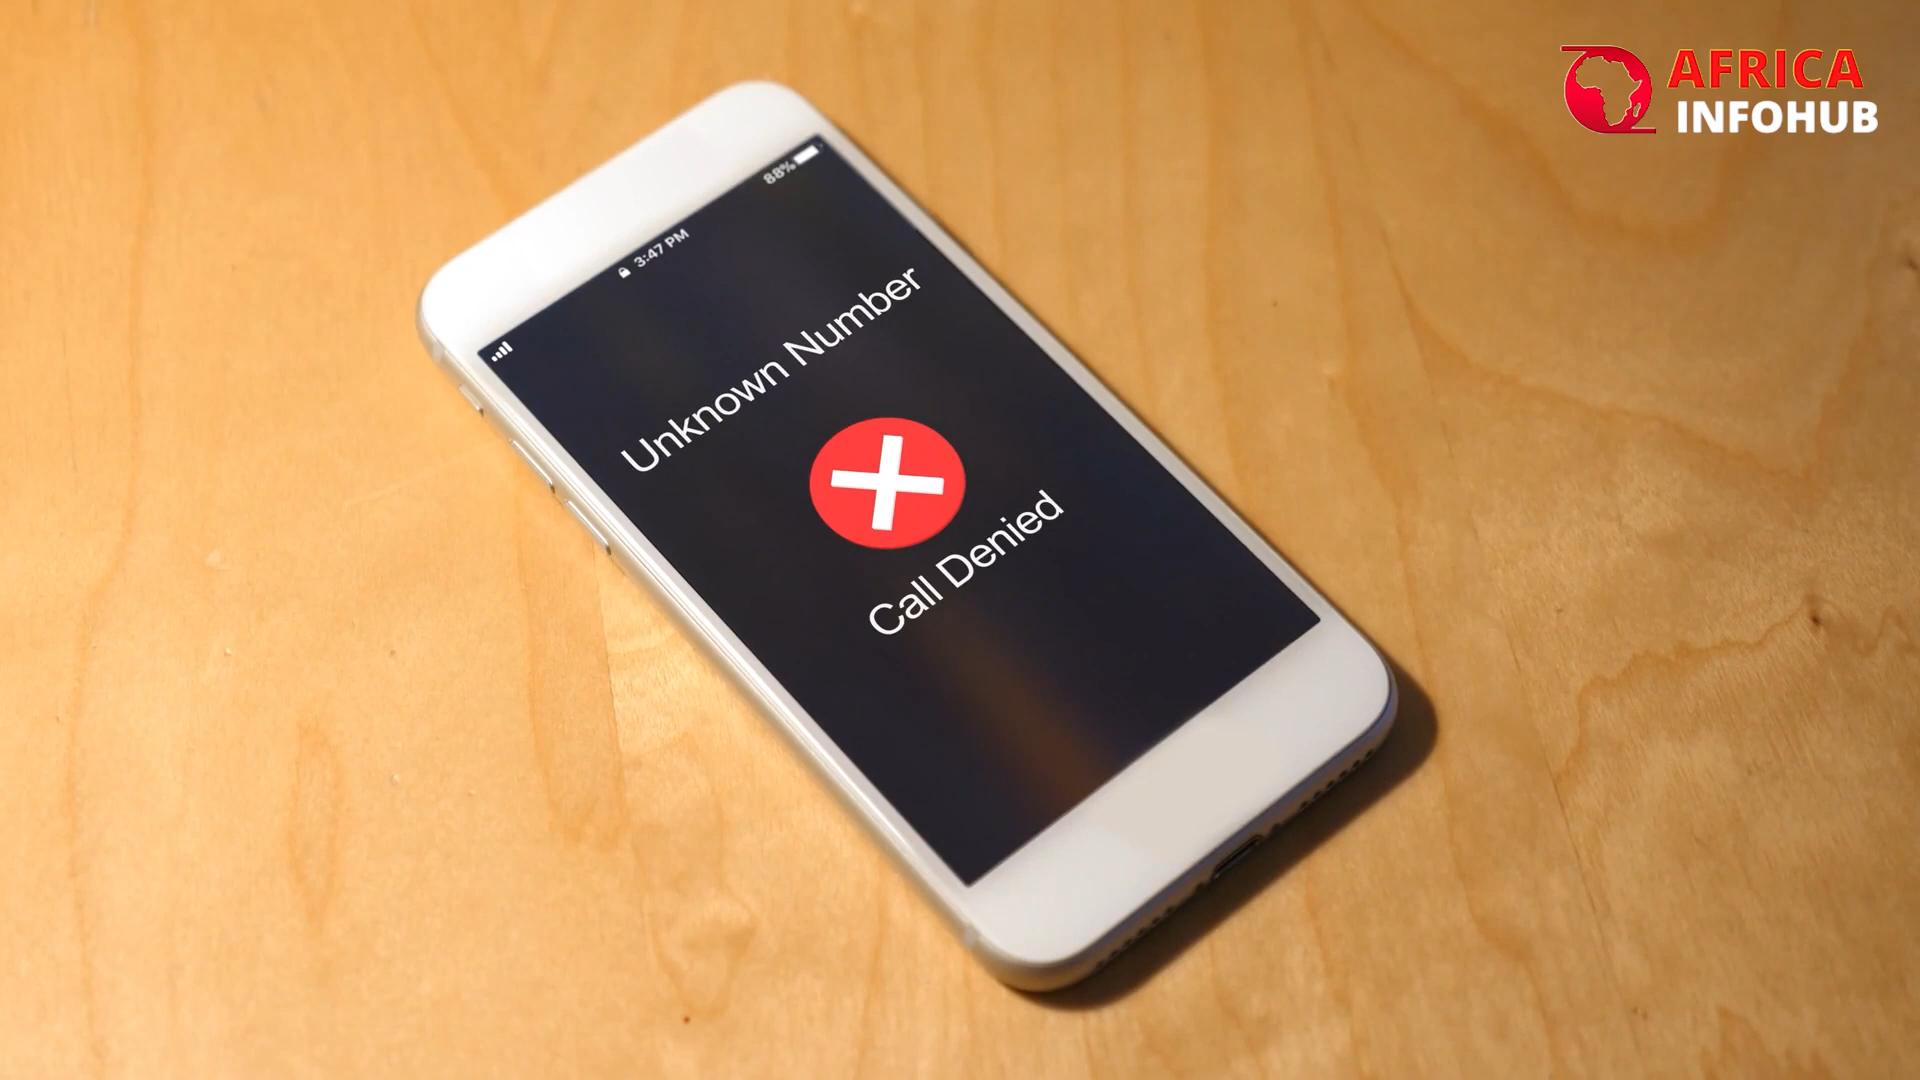 AFRICA
INFOHUB
88%
3:47 PM
Unknown Number
Call Denied